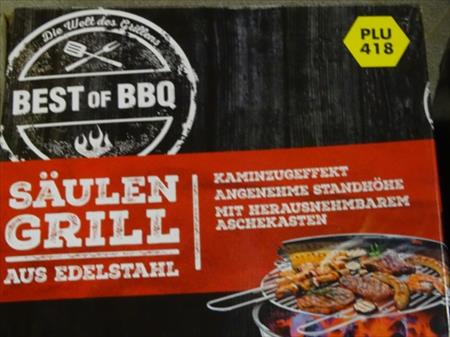 Die Welt des Grillens
BEST OF BBQ
PLU
418
SÄULEN
GRILL
AUS EDELSTAHL
KAMINZUGEFFEKT
ANGENEHME STANDHÖHE
MIT HERAUSNEHMBAREM
ASCHEKASTEN